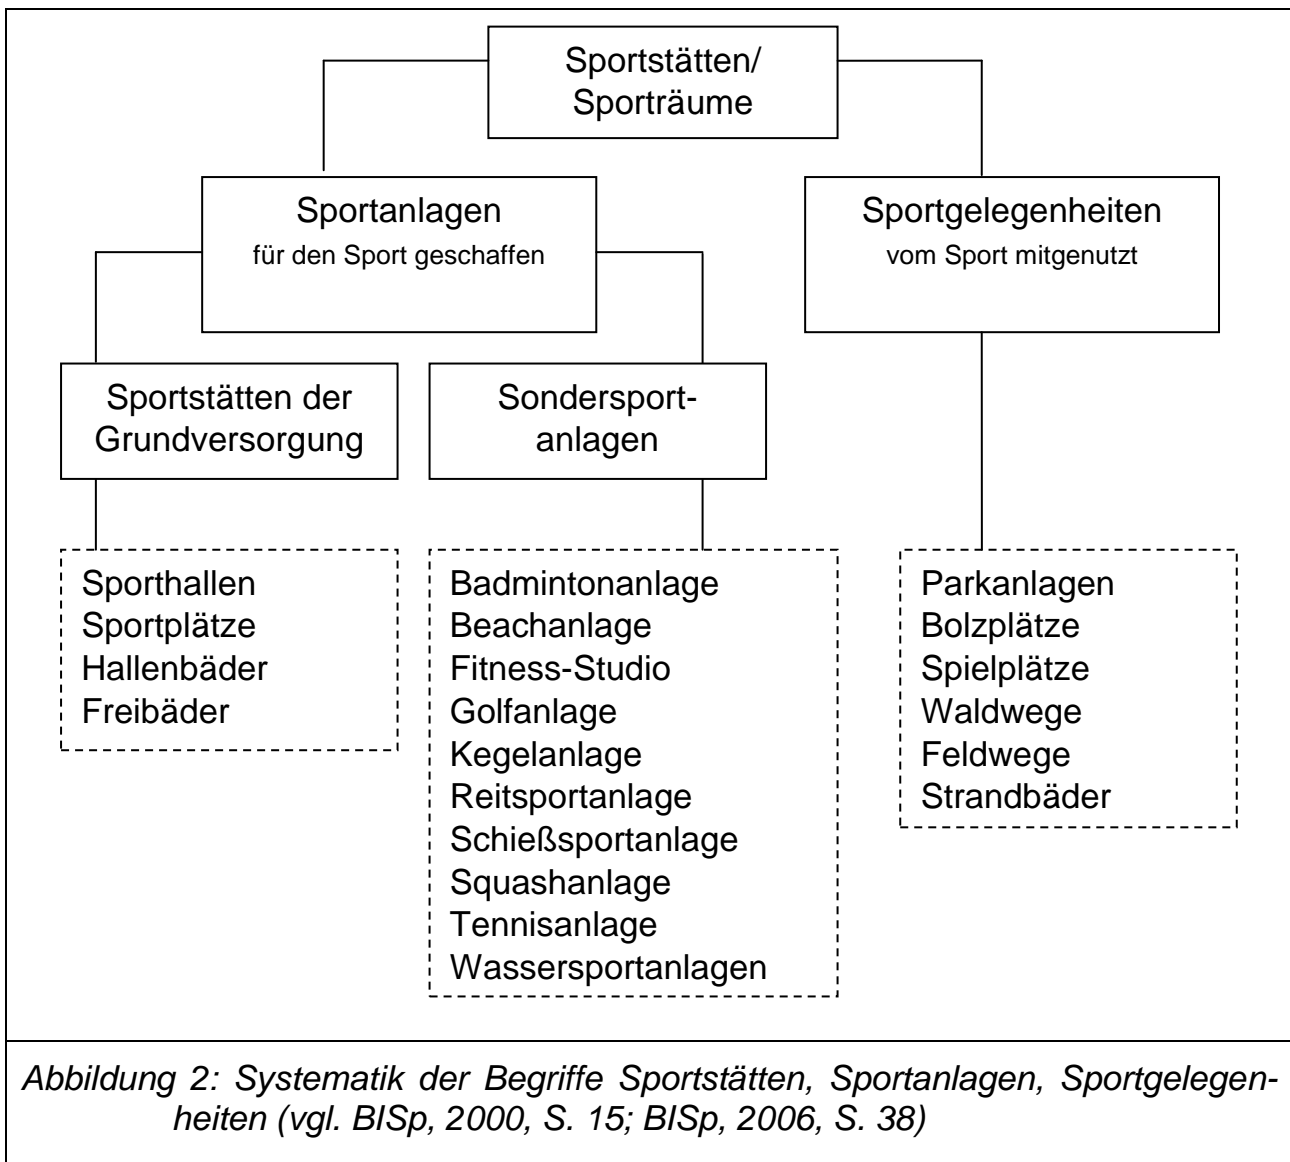 Sportstätten/
Sporträume
Sportanlagen
für den Sport geschaffen
Sportgelegenheiten
vom Sport mitgenutzt
Sportstätten der
Grundversorgung
Sondersport-
anlagen
Sporthallen
Sportplätze
Hallenbäder
Freibäder
Badmintonanlage
Beachanlage
Fitness-Studio
Golfanlage
Kegelanlage
Reitsportanlage
Schießsportanlage
Squashanlage
Tennisanlage
Wassersportanlagen
Parkanlagen
Bolzplätze
Spielplätze
Waldwege
Feldwege
Strandbäder
Abbildung 2: Systematik der Begriffe Sportstätten, Sportanlagen, Sportgelegen-
heiten (vgl. BISp, 2000, S. 15; BISp, 2006, S. 38)